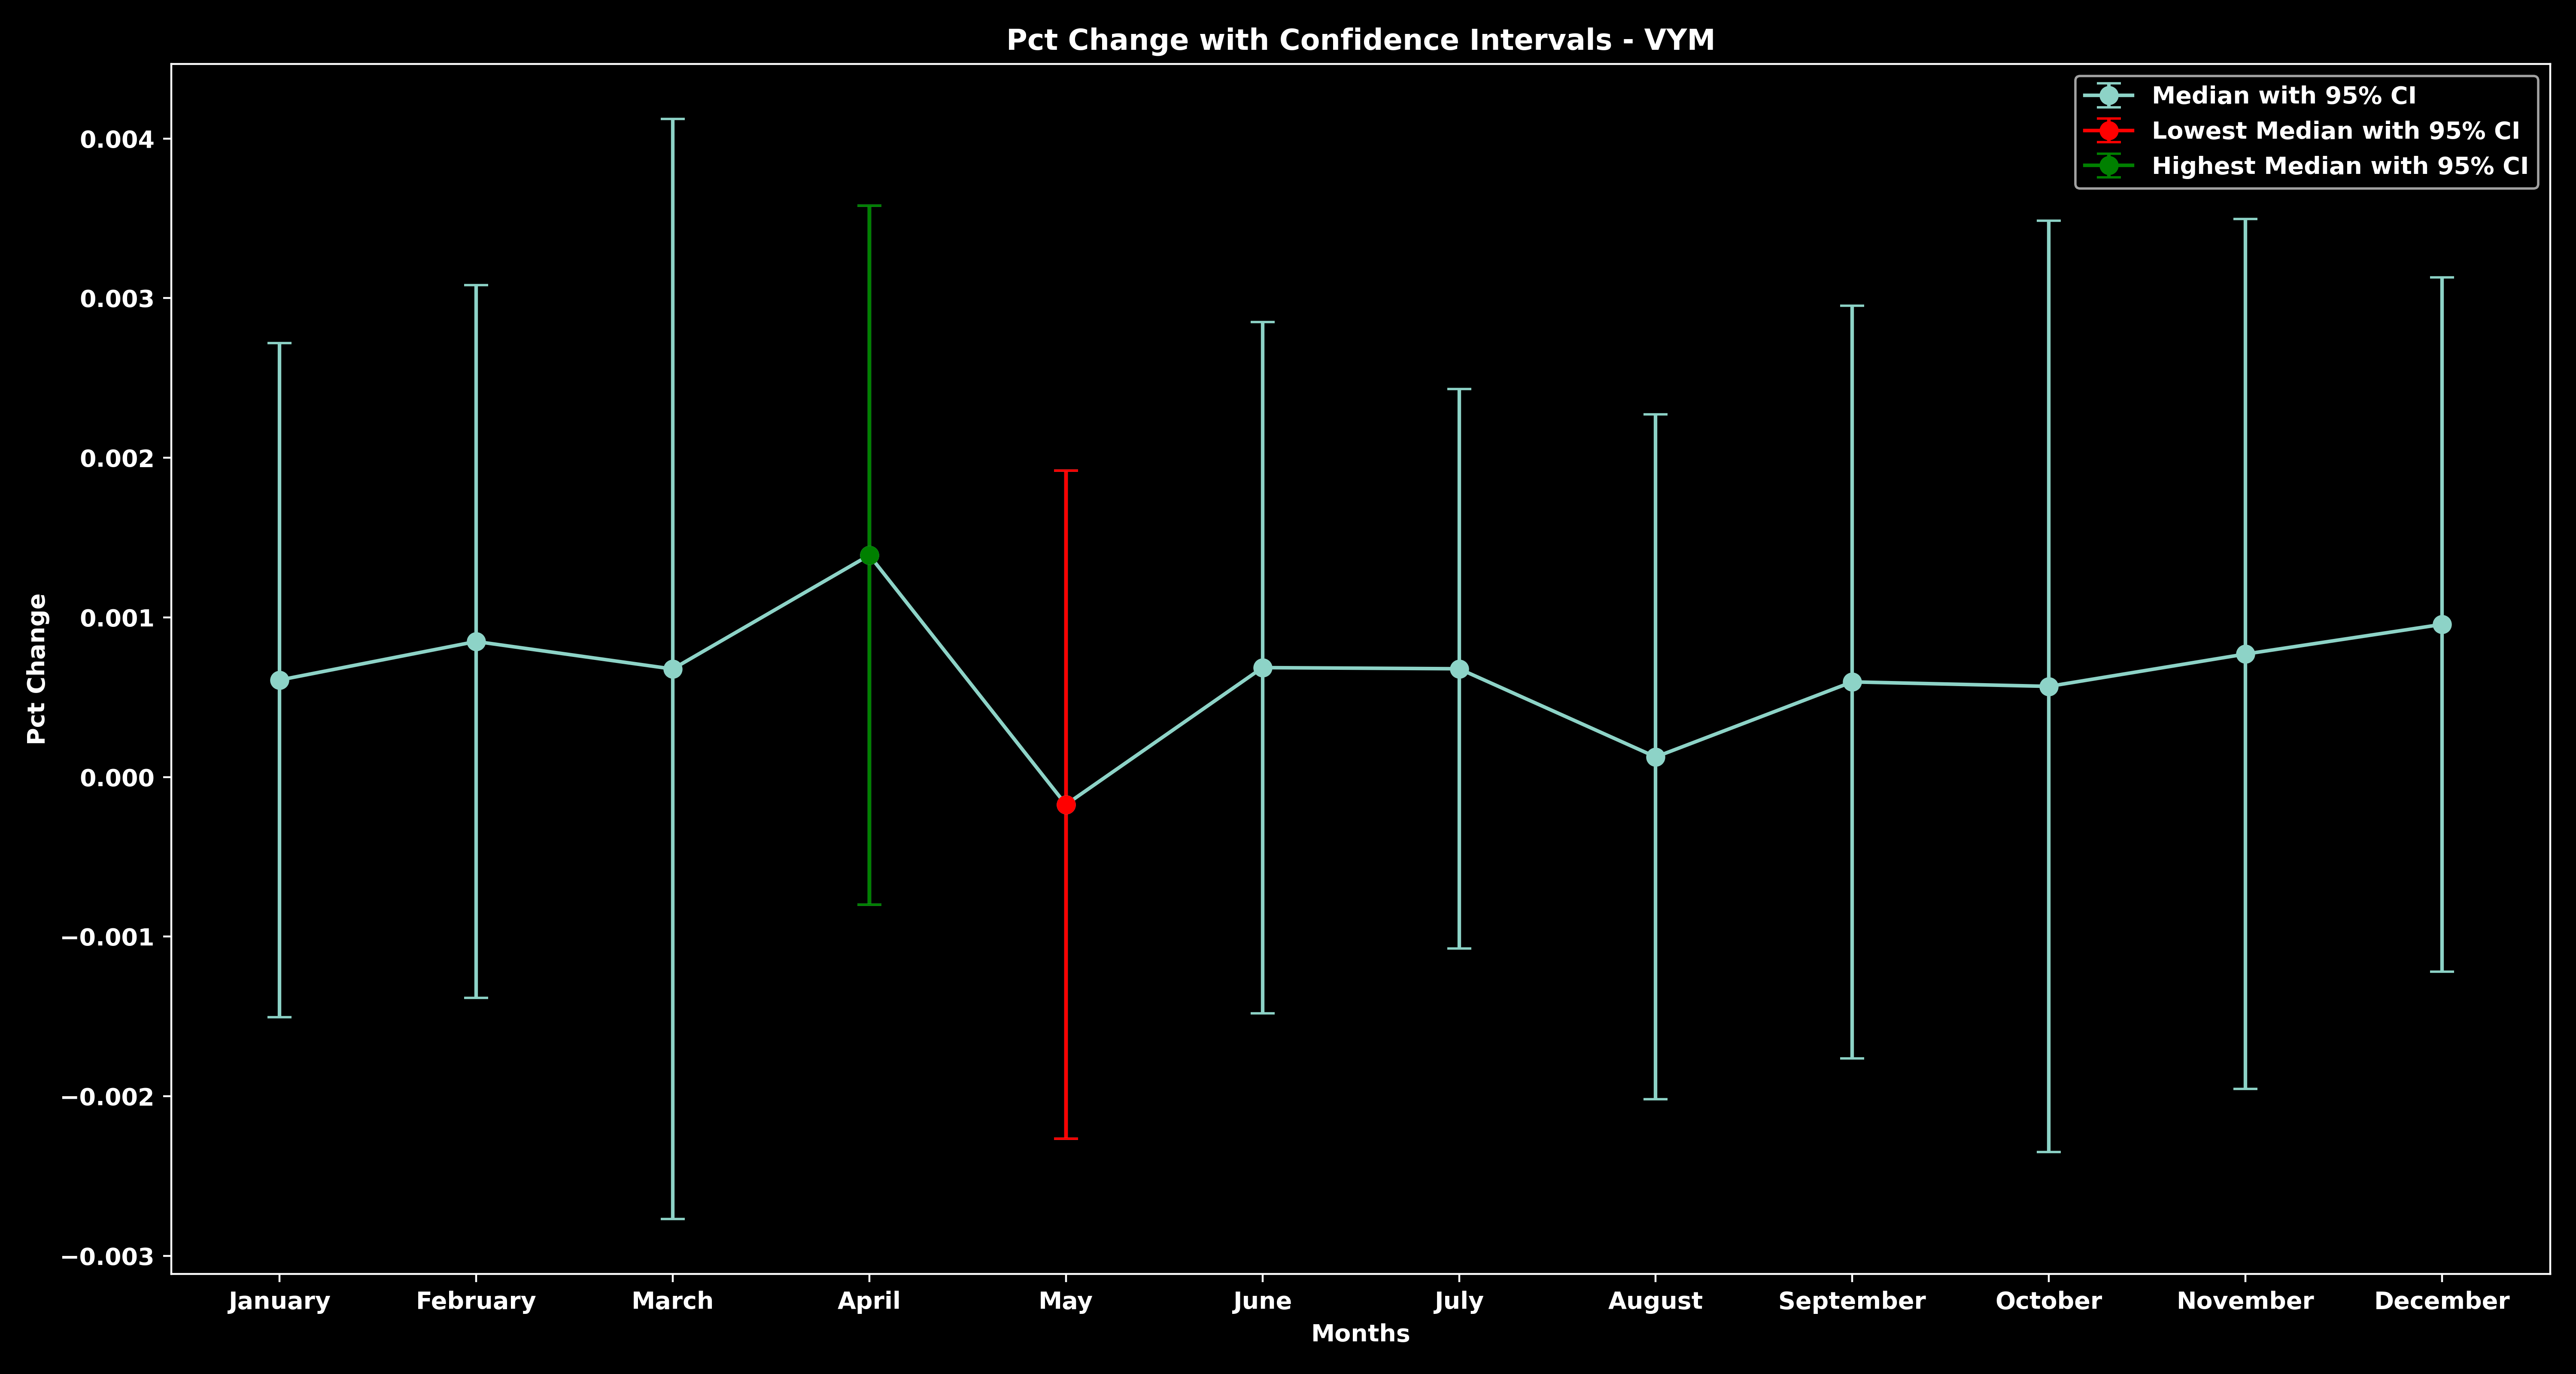 Pct Change with Confidence Intervals - VYM
Median with 95% CI
Lowest Median with 95% CI
Highest Median with 95% CI
Pct Change
0.004
0.003
0.002
0.001
0.000
−0.001
−0.002
−0.003
January February March April May June July August September October November December
Months